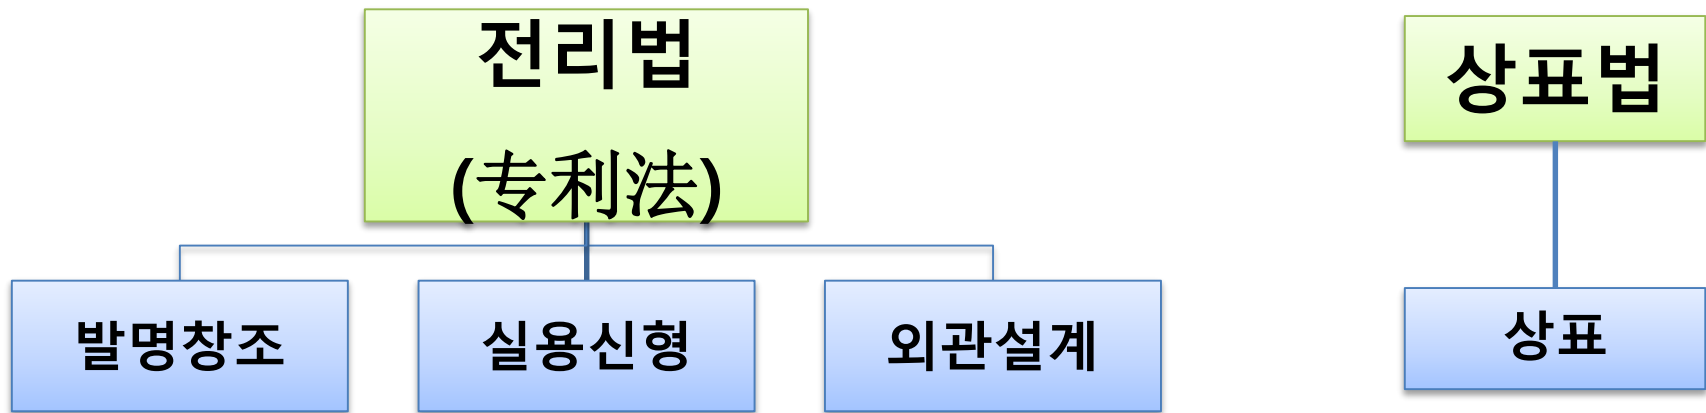 전리법
(专利法)
발명창조
실용신형
외관설계
상표법
상표